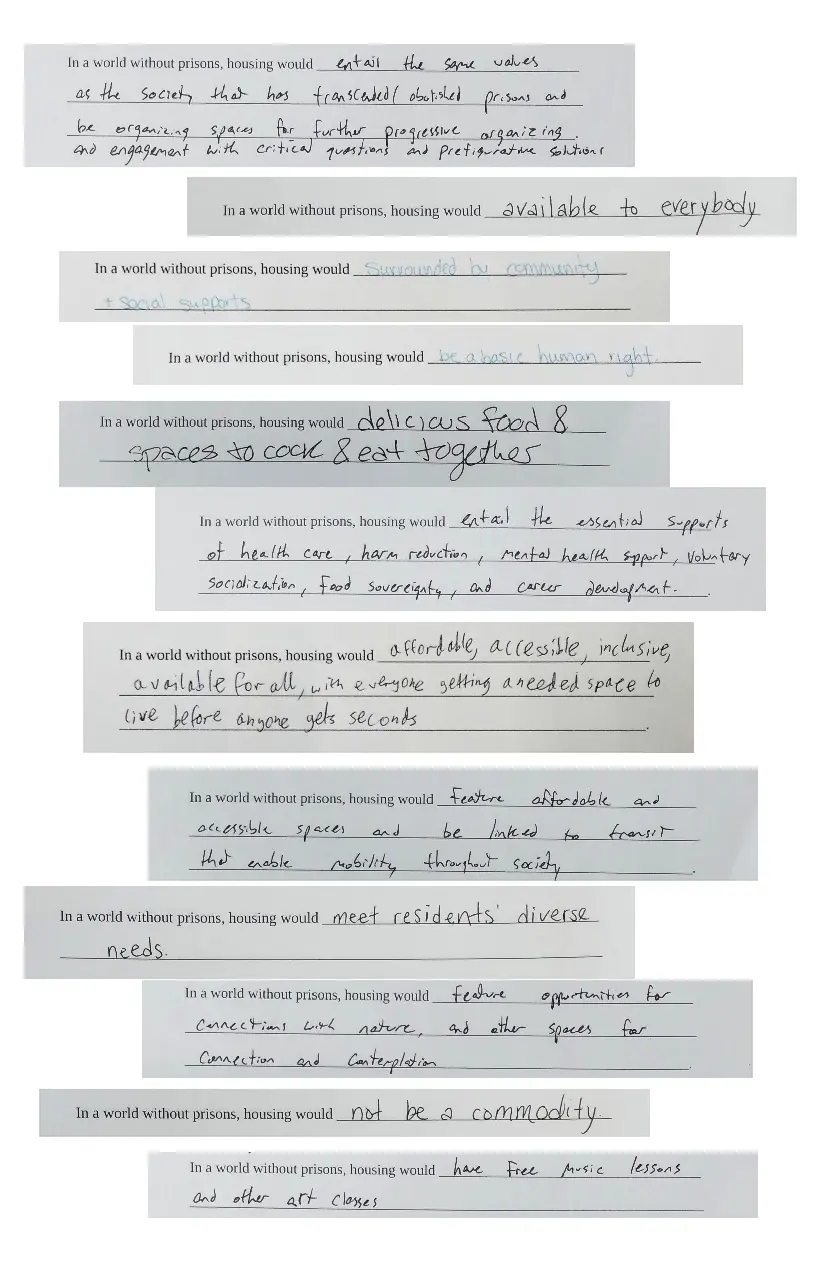 In a world without prisons, housing would entail the same values
as the society that has transcended/abolished prisons and
be organizing spaces for further progressive organizing.
and engagement with critical questions and prefigurative solutions
In a world without prisons, housing would available to everybody
In a world without prisons, housing would surrounded by community
+ social supports
In a world without prisons, housing would be a basic human right.
In a world without prisons, housing would delicious food &
spaces to cook & eat together
In a world without prisons, housing would entail the essential supports
of health care, harm reduction, mental health support, voluntary
socialization, food sovereignty, and career development.
In a world without prisons, housing would affordable, accessible, inclusive,
available for all, with everyone getting a needed space to
live before anyone gets seconds.
In a world without prisons, housing would feature affordable and
accessible spaces and be linked to transit
that enable mobility throughout society.
In a world without prisons, housing would meet residents' diverse
needs.
In a world without prisons, housing would feature opportunities for
connections with nature, and other spaces for
connection and contemplation.
In a world without prisons, housing would not be a commodity.
In a world without prisons, housing would have free music lessons
and other art classes